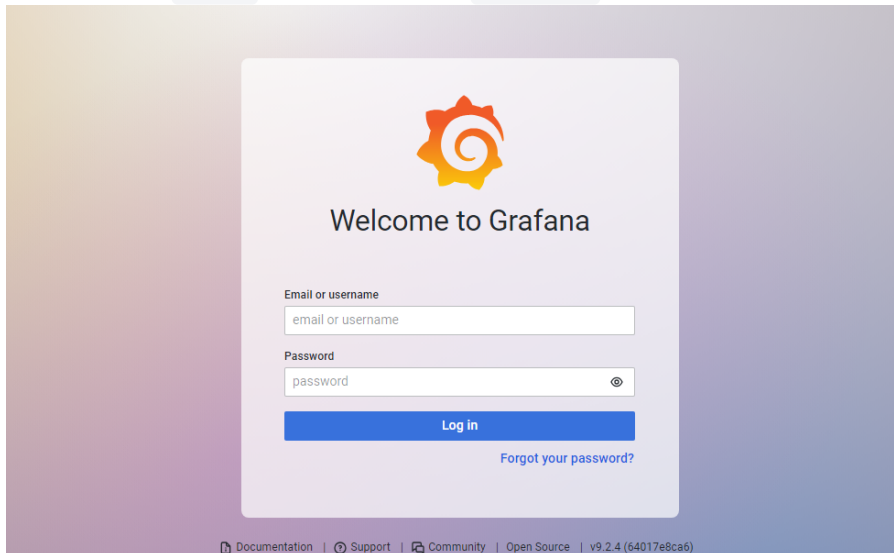 Welcome to Grafana
Email or username
email or username
Password
password
Log in
Forgot your password?
Documentation | Support | Community | Open Source | v9.2.4 (64017e8ca6)